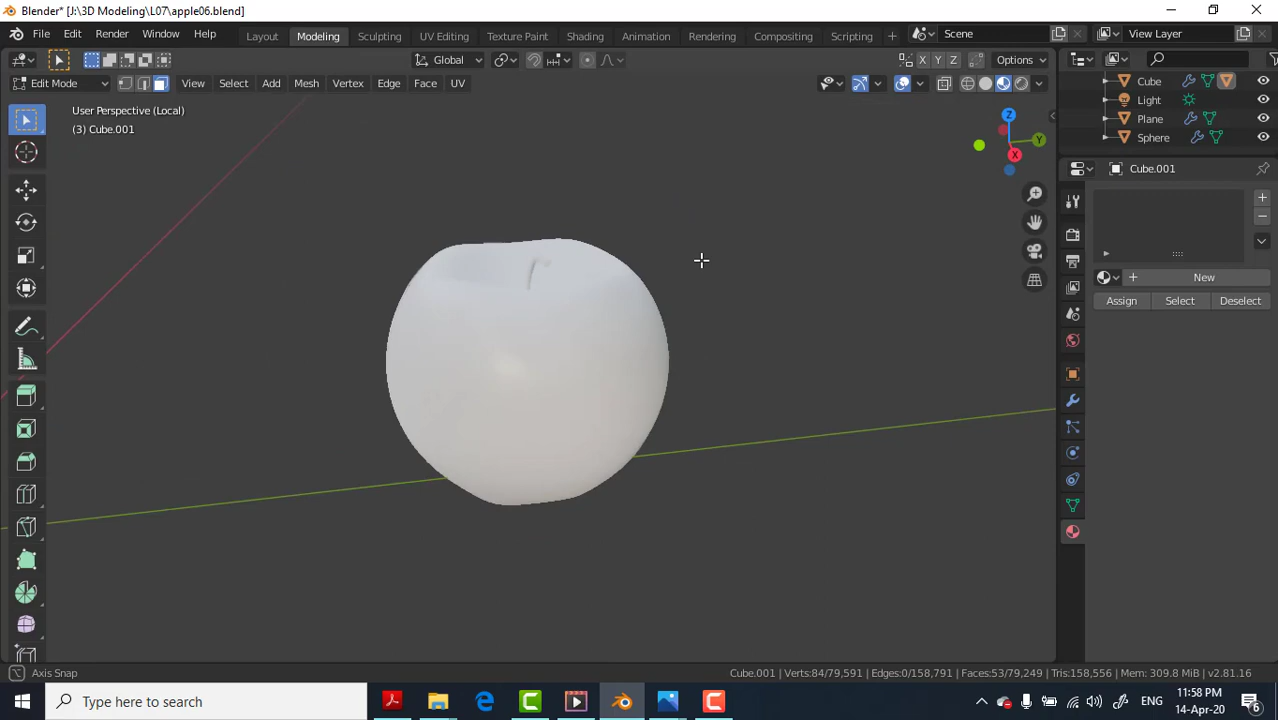 Blender* [J:\3D Modeling\L07\apple06.blend]
File Edit Render Window Help Layout Modeling Sculpting UV Editing Texture Paint Shading Animation Rendering Compositing Scripting + Scene View Layer
Global X Y Z Options
Edit Mode View Select Add Mesh Vertex Edge Face UV
User Perspective (Local)
(3) Cube.001
Z
Y
X
Cube
Light
Plane
Sphere
Cube.001
New
Assign Select Deselect
Axis Snap Cube.001 | Verts:84/79,591 | Edges:0/158,791 | Faces:53/79,249 | Tris:158,556 | Mem: 309.8 MiB | v2.81.16
Type here to search ENG 11:58 PM 14-Apr-20 6